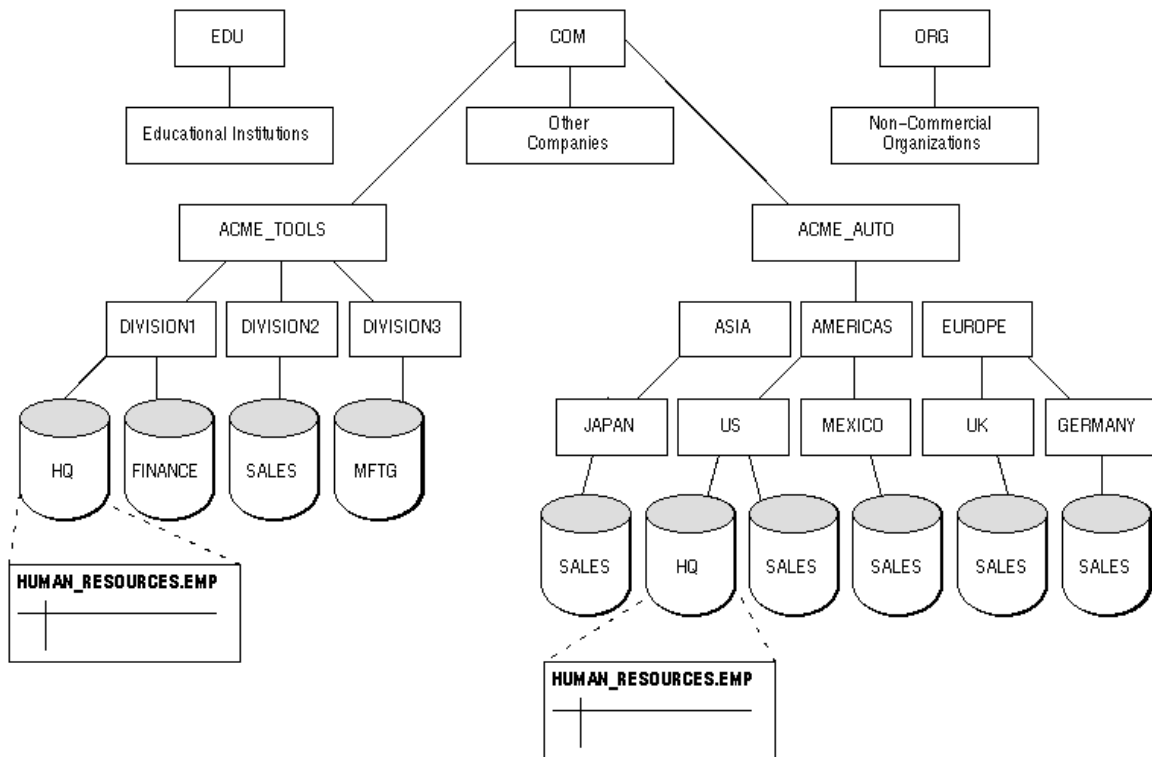 EDU
COM
ORG
Educational Institutions
Other
Companies
Non-Commercial
Organizations
ACME_TOOLS
ACME_AUTO
DIVISION1
DIVISION2
DIVISION3
ASIA
AMERICAS
EUROPE
JAPAN
US
MEXICO
UK
GERMANY
HQ
FINANCE
SALES
MFTG
SALES
HQ
SALES
SALES
SALES
SALES
HUMAN_RESOURCES.EMP
HUMAN_RESOURCES.EMP